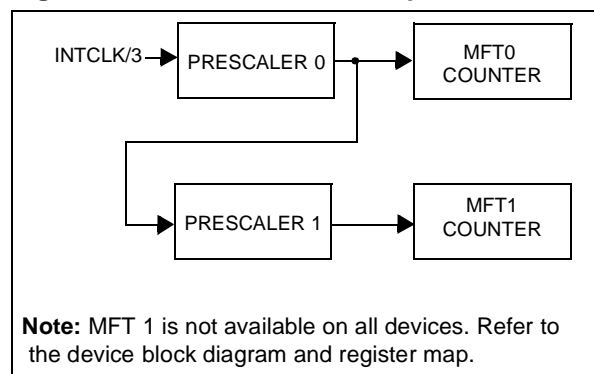 INTCLK/3
PRESCALER 0
MFT0
COUNTER
PRESCALER 1
MFT1
COUNTER
Note: MFT 1 is not available on all devices. Refer to
the device block diagram and register map.